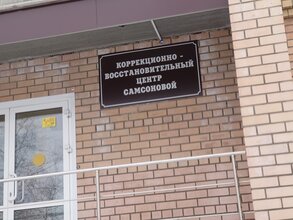 КОРРЕКЦИОННО -
ВОССТАНОВИТЕЛЬНЫЙ
ЦЕНТР
САМСОНОВОЙ